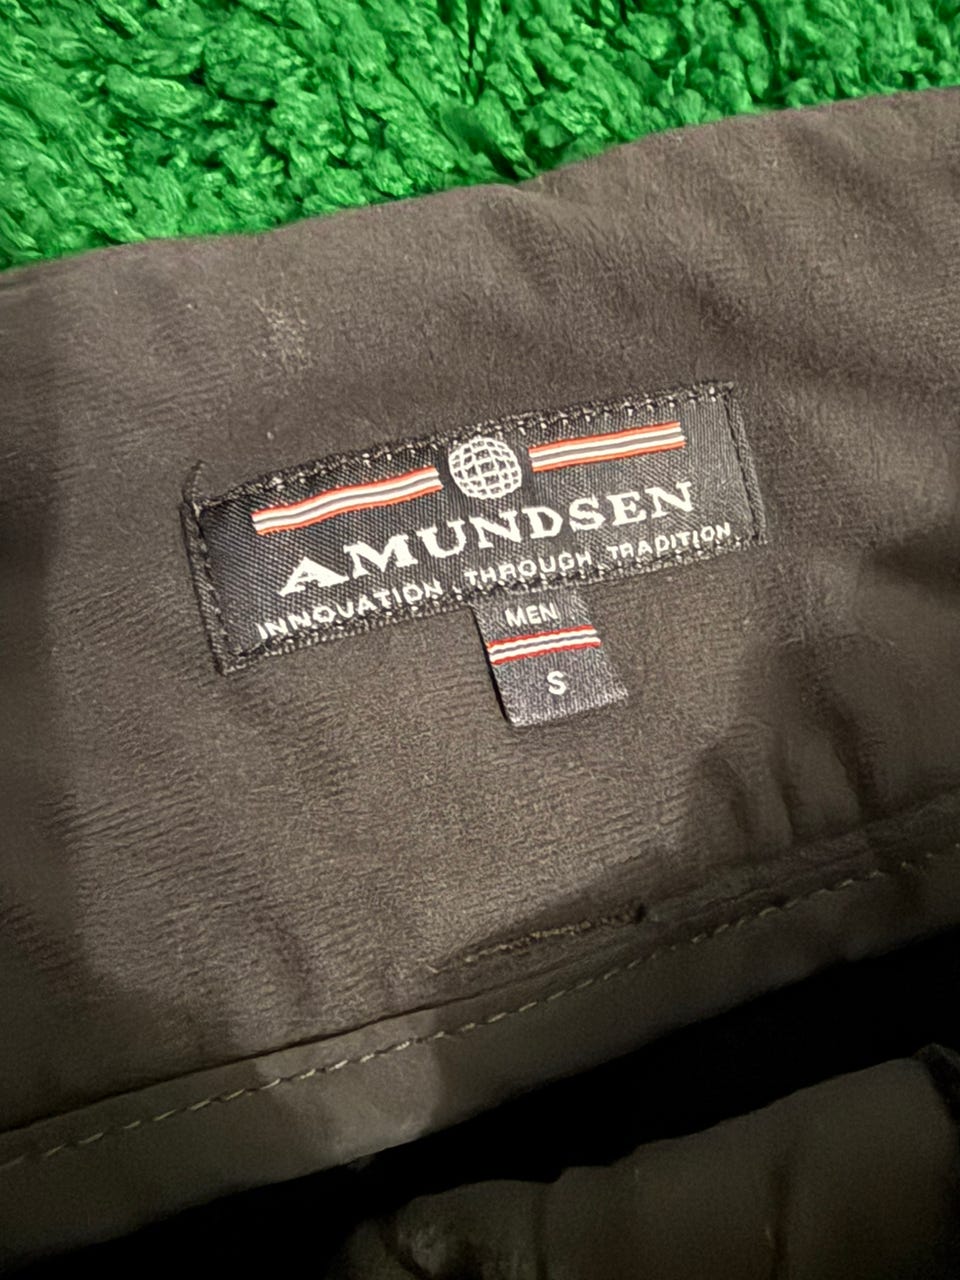 AMUNDSEN
INNOVATION . THROUGH TRADITION.
MEN
S